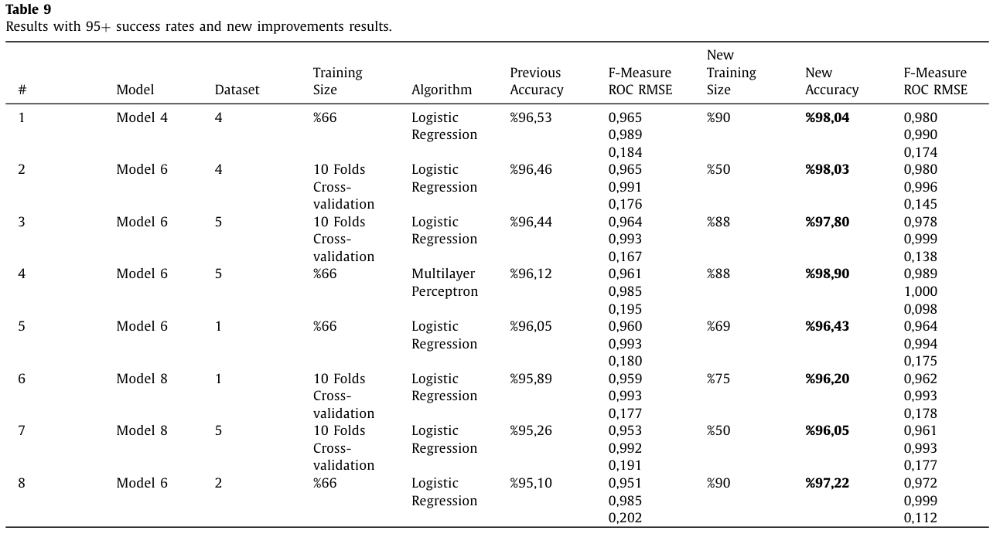 Table 9
Results with 95+ success rates and new improvements results.
New
Training Previous F-Measure Training New F-Measure
# Model Dataset Size Algorithm Accuracy ROC RMSE Size Accuracy ROC RMSE
1 Model 4 4 %66 Logistic %96,53 0,965 %90 %98,04 0,980
Regression 0,989 0,990
0,184 0,174
2 Model 6 4 10 Folds Logistic %96,46 0,965 %50 %98,03 0,980
Cross- Regression 0,991 0,996
validation 0,176 0,145
3 Model 6 5 10 Folds Logistic %96,44 0,964 %88 %97,80 0,978
Cross- Regression 0,993 0,999
validation 0,167 0,138
4 Model 6 5 %66 Multilayer %96,12 0,961 %88 %98,90 0,989
Perceptron 0,985 1,000
0,195 0,098
5 Model 6 1 %66 Logistic %96,05 0,960 %69 %96,43 0,964
Regression 0,993 0,994
0,180 0,175
6 Model 8 1 10 Folds Logistic %95,89 0,959 %75 %96,20 0,962
Cross- Regression 0,993 0,993
validation 0,177 0,178
7 Model 8 5 10 Folds Logistic %95,26 0,953 %50 %96,05 0,961
Cross- Regression 0,992 0,993
validation 0,191 0,177
8 Model 6 2 %66 Logistic %95,10 0,951 %90 %97,22 0,972
Regression 0,985 0,999
0,202 0,112